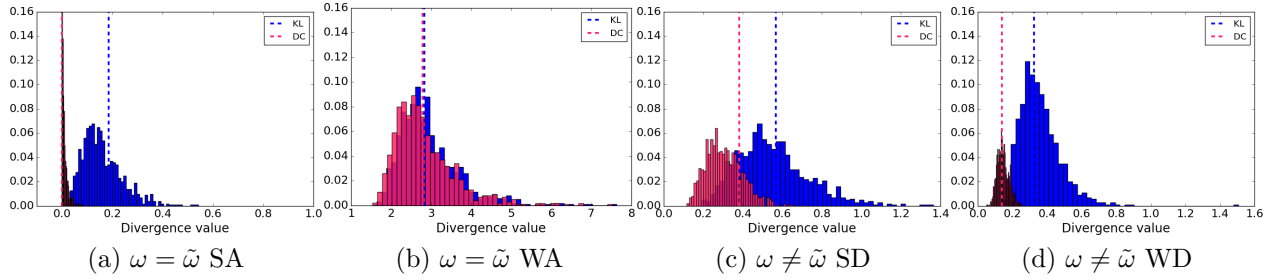 0.16
0.14
0.12
0.10
0.08
0.06
0.04
0.02
0.00
0.0 0.2 0.4 0.6 0.8 1.0
Divergence value
KL
DC
(a) ω = ω̃ SA
0.16
0.14
0.12
0.10
0.08
0.06
0.04
0.02
0.00
1 2 3 4 5 6 7 8
Divergence value
KL
DC
(b) ω = ω̃ WA
0.16
0.14
0.12
0.10
0.08
0.06
0.04
0.02
0.00
0.0 0.2 0.4 0.6 0.8 1.0 1.2 1.4
Divergence value
KL
DC
(c) ω ≠ ω̃ SD
0.16
0.14
0.12
0.10
0.08
0.06
0.04
0.02
0.00
0.0 0.2 0.4 0.6 0.8 1.0 1.2 1.4 1.6
Divergence value
KL
DC
(d) ω ≠ ω̃ WD